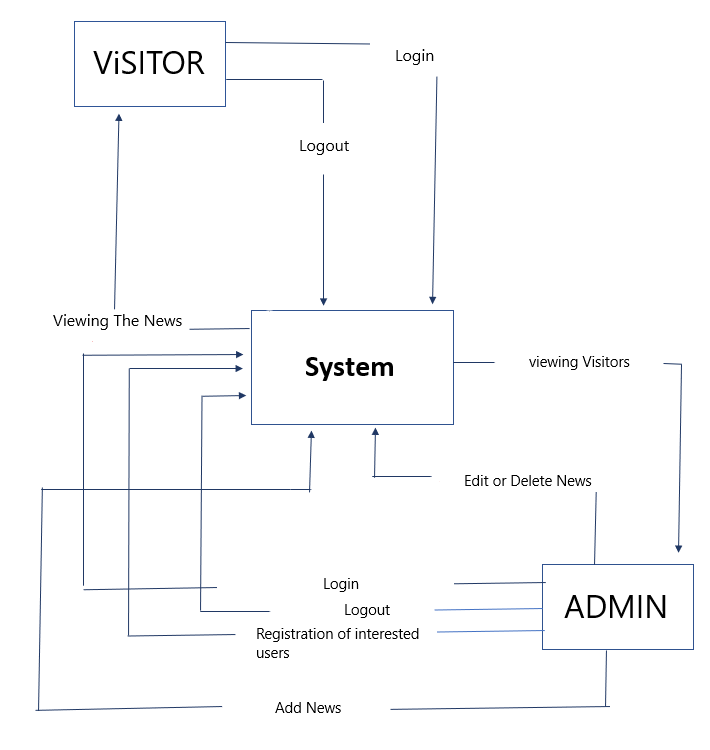 ViSITOR
Login
Logout
Viewing The News
System
viewing Visitors
Edit or Delete News
Login
ADMIN
Logout
Registration of interested
users
Add News